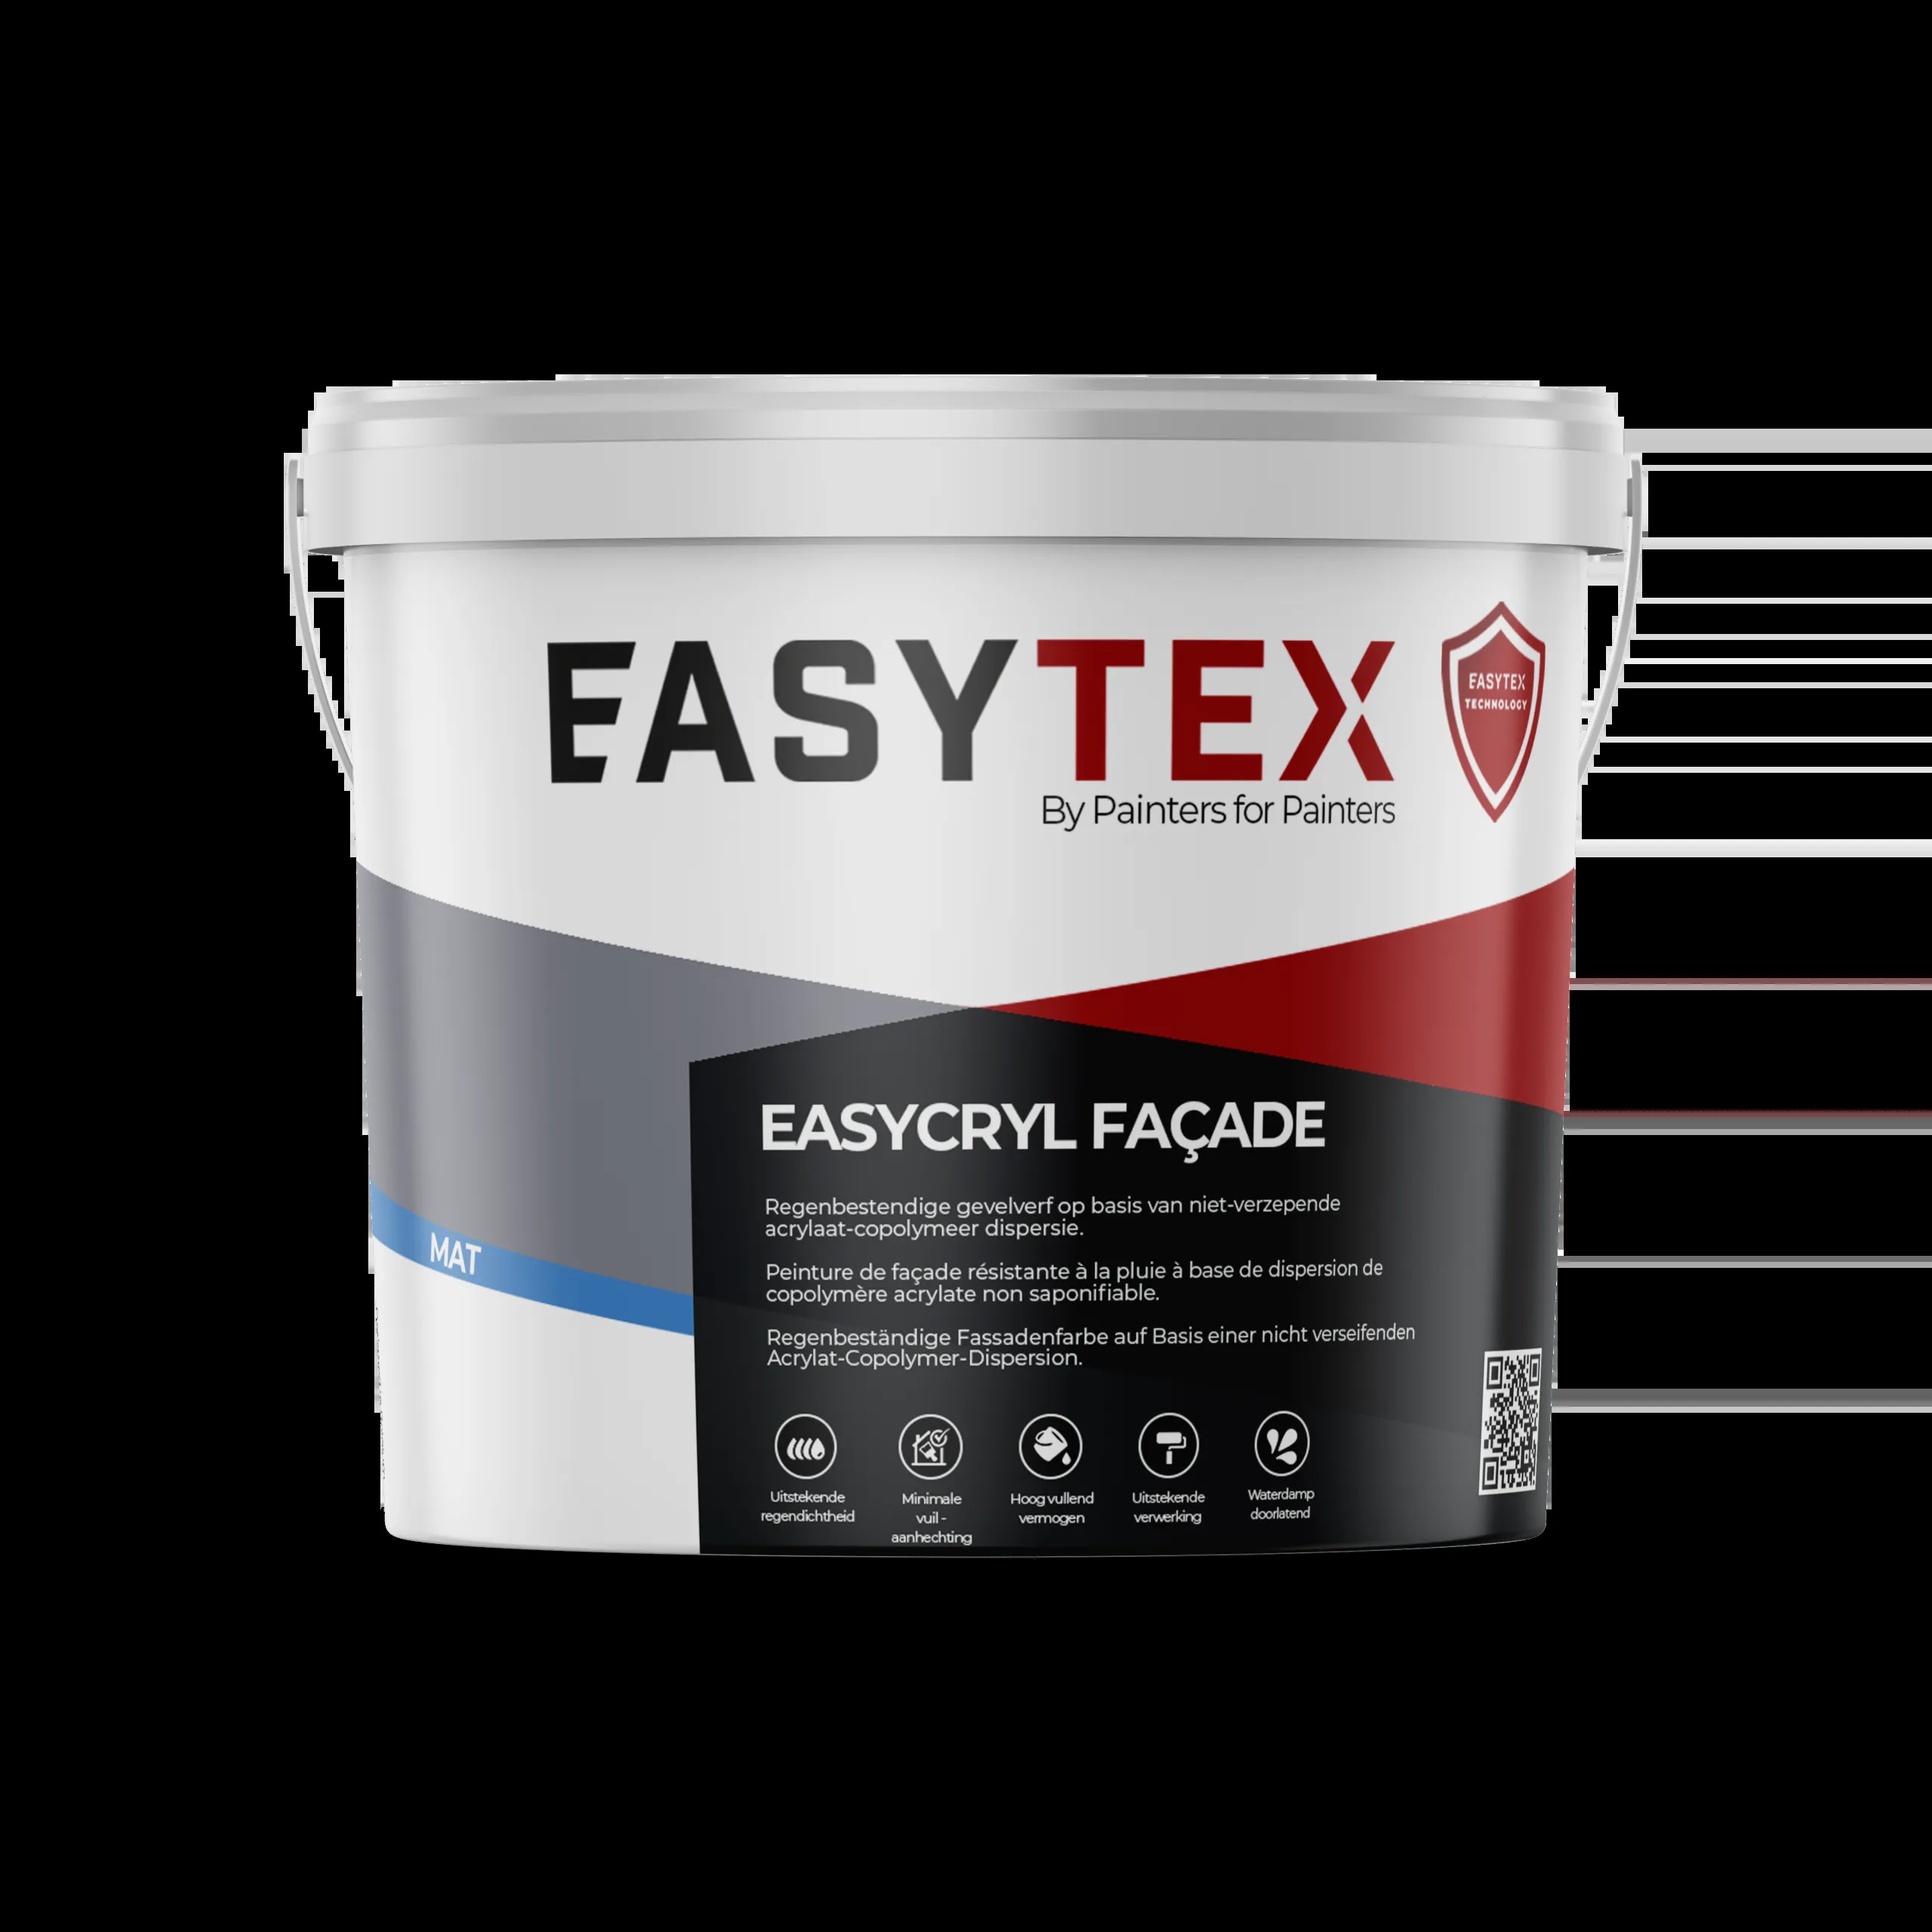 EASYTEX
By Painters for Painters
EASYTEX
TECHNOLOGY
MAT
EASYCRYL FAÇADE
Regenbestendige gevelverf op basis van niet-verzepende
acrylaat-copolymeer dispersie.
Peinture de façade résistante à la pluie à base de dispersion de
copolymère acrylate non saponifiable.
Regenbeständige Fassadenfarbe auf Basis einer nicht verseifenden
Acrylat-Copolymer-Dispersion.
Uitstekende
regendichtheid
Minimale
vuil -
aanhechting
Hoog vullend
vermogen
Uitstekende
verwerking
Waterdamp
doorlatend